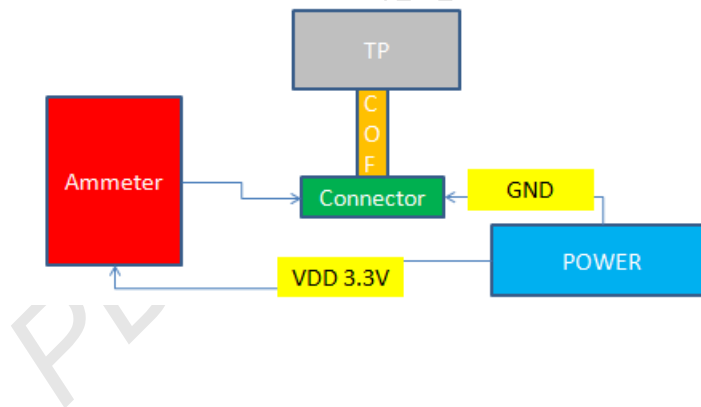 TP
C
O
F
Ammeter
Connector
GND
POWER
VDD 3.3V